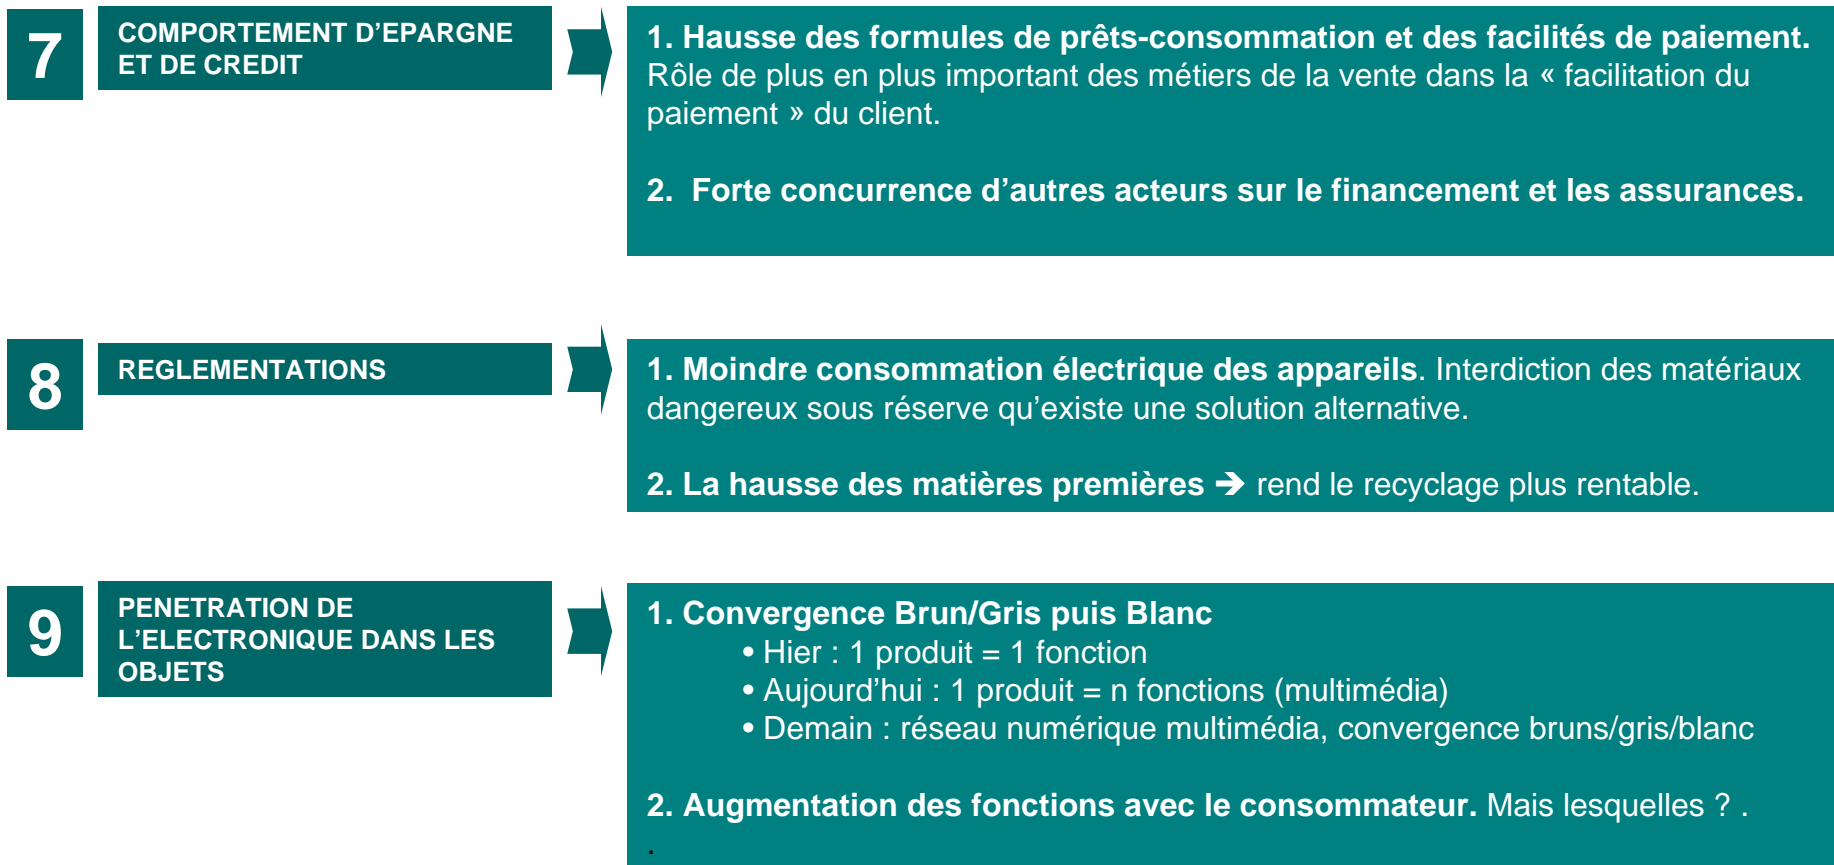 7
COMPORTEMENT D’EPARGNE
ET DE CREDIT
1. Hausse des formules de prêts-consommation et des facilités de paiement.
Rôle de plus en plus important des métiers de la vente dans la « facilitation du
paiement » du client.
2. Forte concurrence d’autres acteurs sur le financement et les assurances.
8
REGLEMENTATIONS
1. Moindre consommation électrique des appareils. Interdiction des matériaux
dangereux sous réserve qu’existe une solution alternative.
2. La hausse des matières premières ➔ rend le recyclage plus rentable.
9
PENETRATION DE
L’ELECTRONIQUE DANS LES
OBJETS
1. Convergence Brun/Gris puis Blanc
• Hier : 1 produit = 1 fonction
• Aujourd’hui : 1 produit = n fonctions (multimédia)
• Demain : réseau numérique multimédia, convergence bruns/gris/blanc
2. Augmentation des fonctions avec le consommateur. Mais lesquelles ? .
.